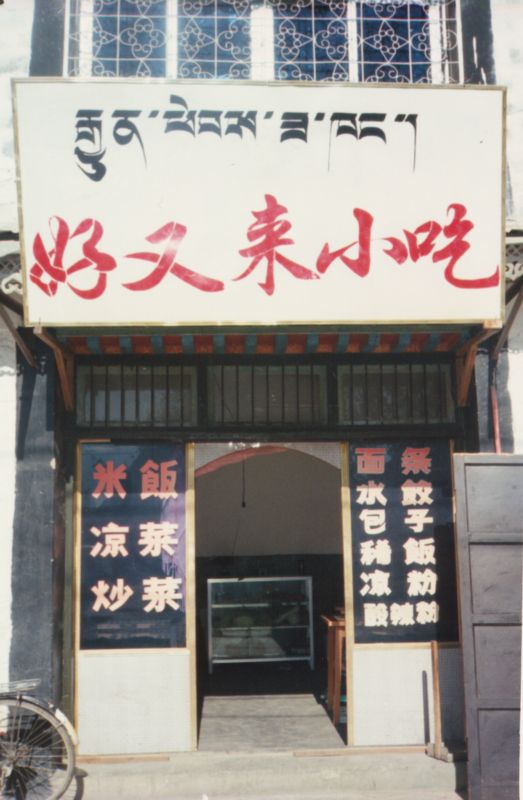 རྒྱུན་ཕེབས་ཟ་ཁང་།
好又来小吃
米飯
凉菜
炒菜
面条
水餃
包子
稀飯
凉粉
酸辣粉